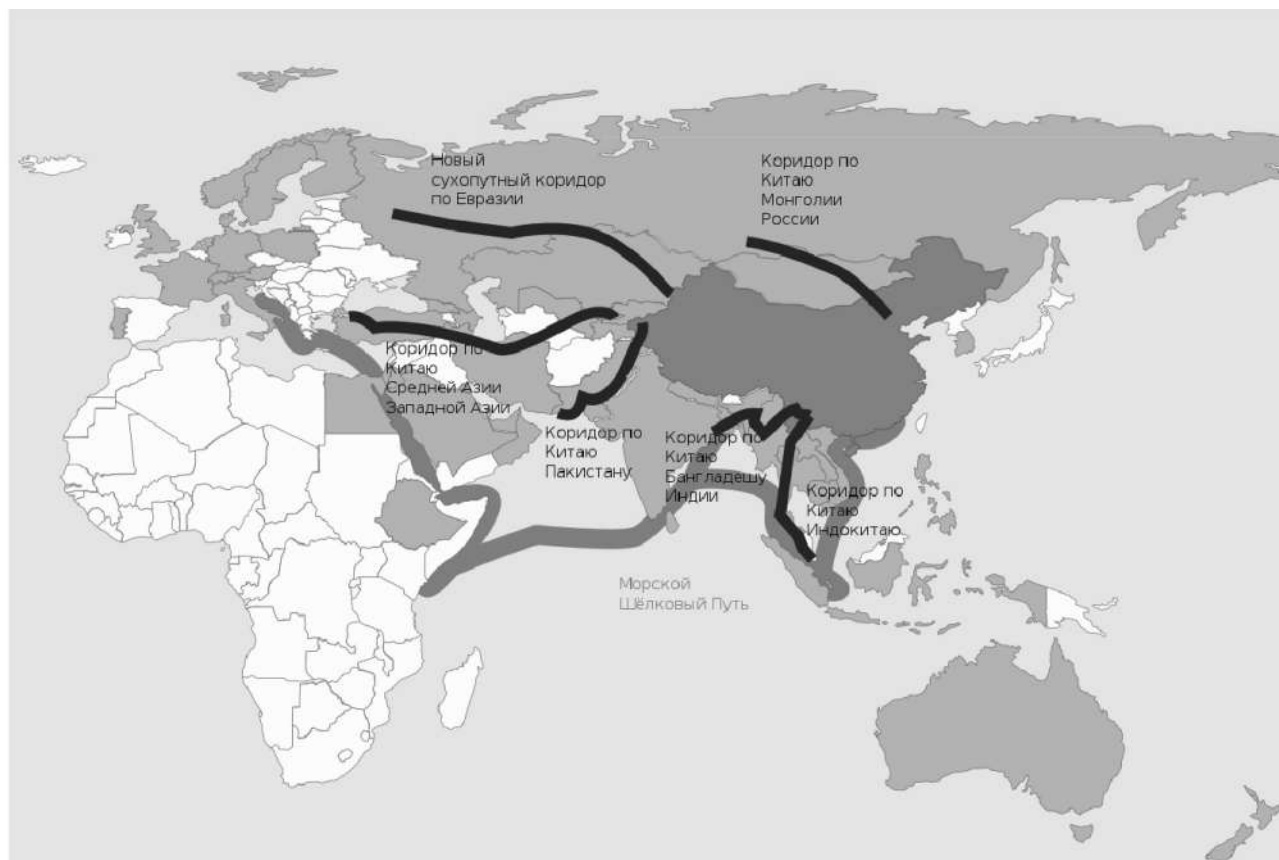 Новый
сухопутный коридор
по Евразии
Коридор по
Китаю
Монголии
России
Коридор по
Китаю
Средней Азии
Западной Азии
Коридор по
Китаю
Пакистану
Коридор по
Китаю
Бангладешу
Индии
Коридор по
Китаю
Индокитаю
Морской
Шёлковый Путь